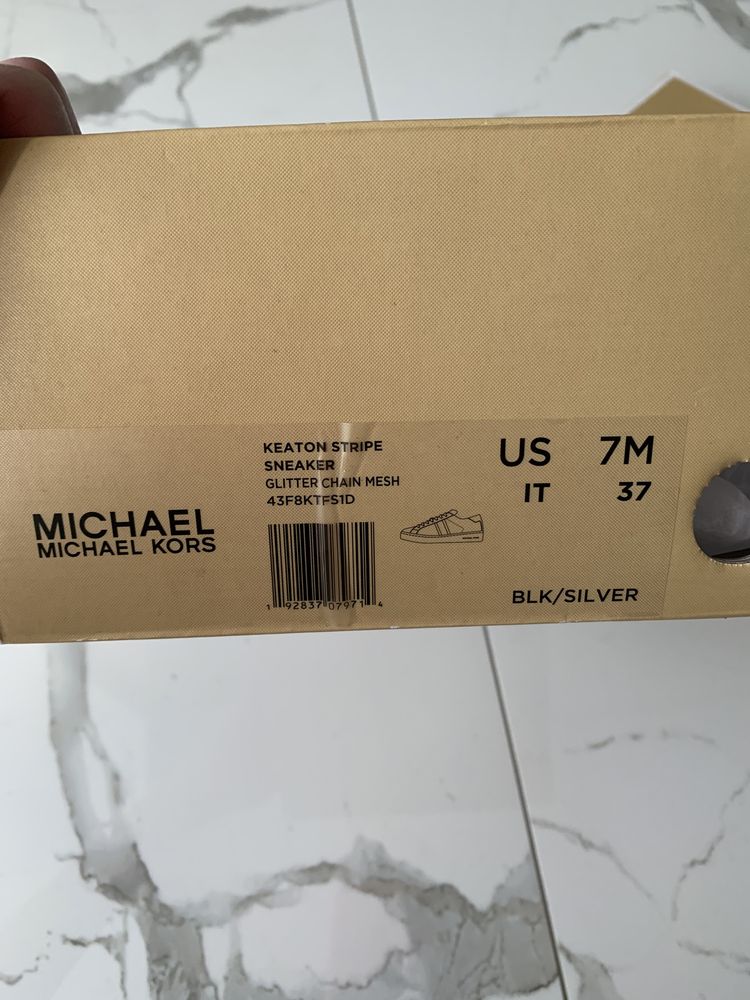 MICHAEL
MICHAEL KORS
KEATON STRIPE
SNEAKER
GLITTER CHAIN MESH
43F8KTFS1D
1 92837 07971 4
US 7M
IT 37
BLK/SILVER